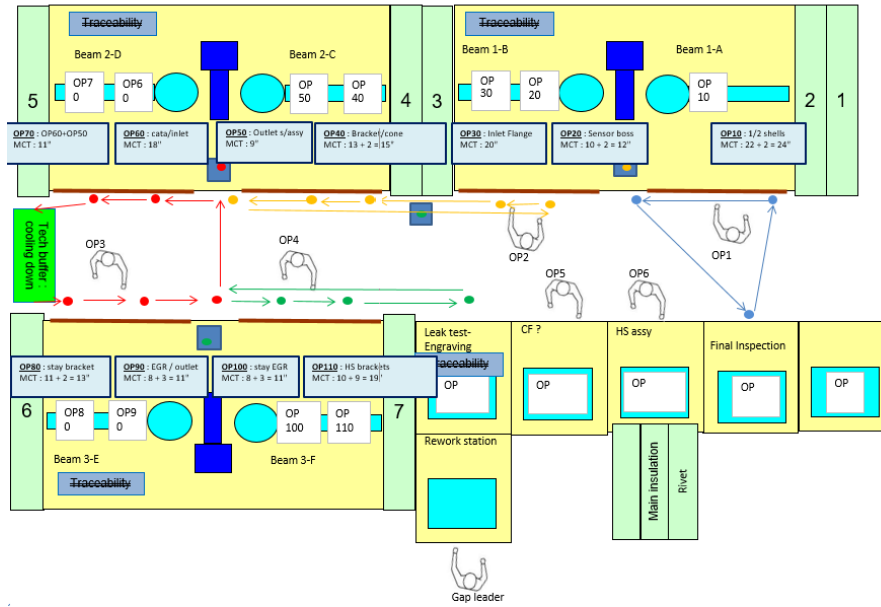 Traceability
Traceability
Beam 2-D
Beam 2-C
Beam 1-B
Beam 1-A
5
OP7
0
OP6
0
OP
50
OP
40
4
3
OP
30
OP
20
OP
10
2
1
OP70 : OP60+OP50
MCT : 11"
OP60 : cata/inlet
MCT : 18"
OP50 : Outlet s/assy
MCT : 9"
OP40 : Bracket/cone
MCT : 13 + 2 = 15"
OP30 : Inlet Flange
MCT : 20"
OP20 : Sensor boss
MCT : 10 + 2 = 12"
OP10 : 1/2 shells
MCT : 22 + 2 = 24"
Tech buffer :
cooling down
OP3
OP4
OP2
OP1
OP5
OP6
Leak test-
Engraving
Traceability
CF ?
HS assy
Final Inspection
OP80 : stay bracket
MCT : 11 + 2 = 13"
OP90 : EGR / outlet
MCT : 8 + 3 = 11"
OP100 : stay EGR
MCT : 8 + 3 = 11"
OP110 : HS brackets
MCT : 10 + 9 = 19'
OP
OP
OP
OP
OP
6
OP8
0
OP9
0
OP
100
OP
110
7
Beam 3-E
Beam 3-F
Traceability
Rework station
Main insulation
Rivet
Gap leader